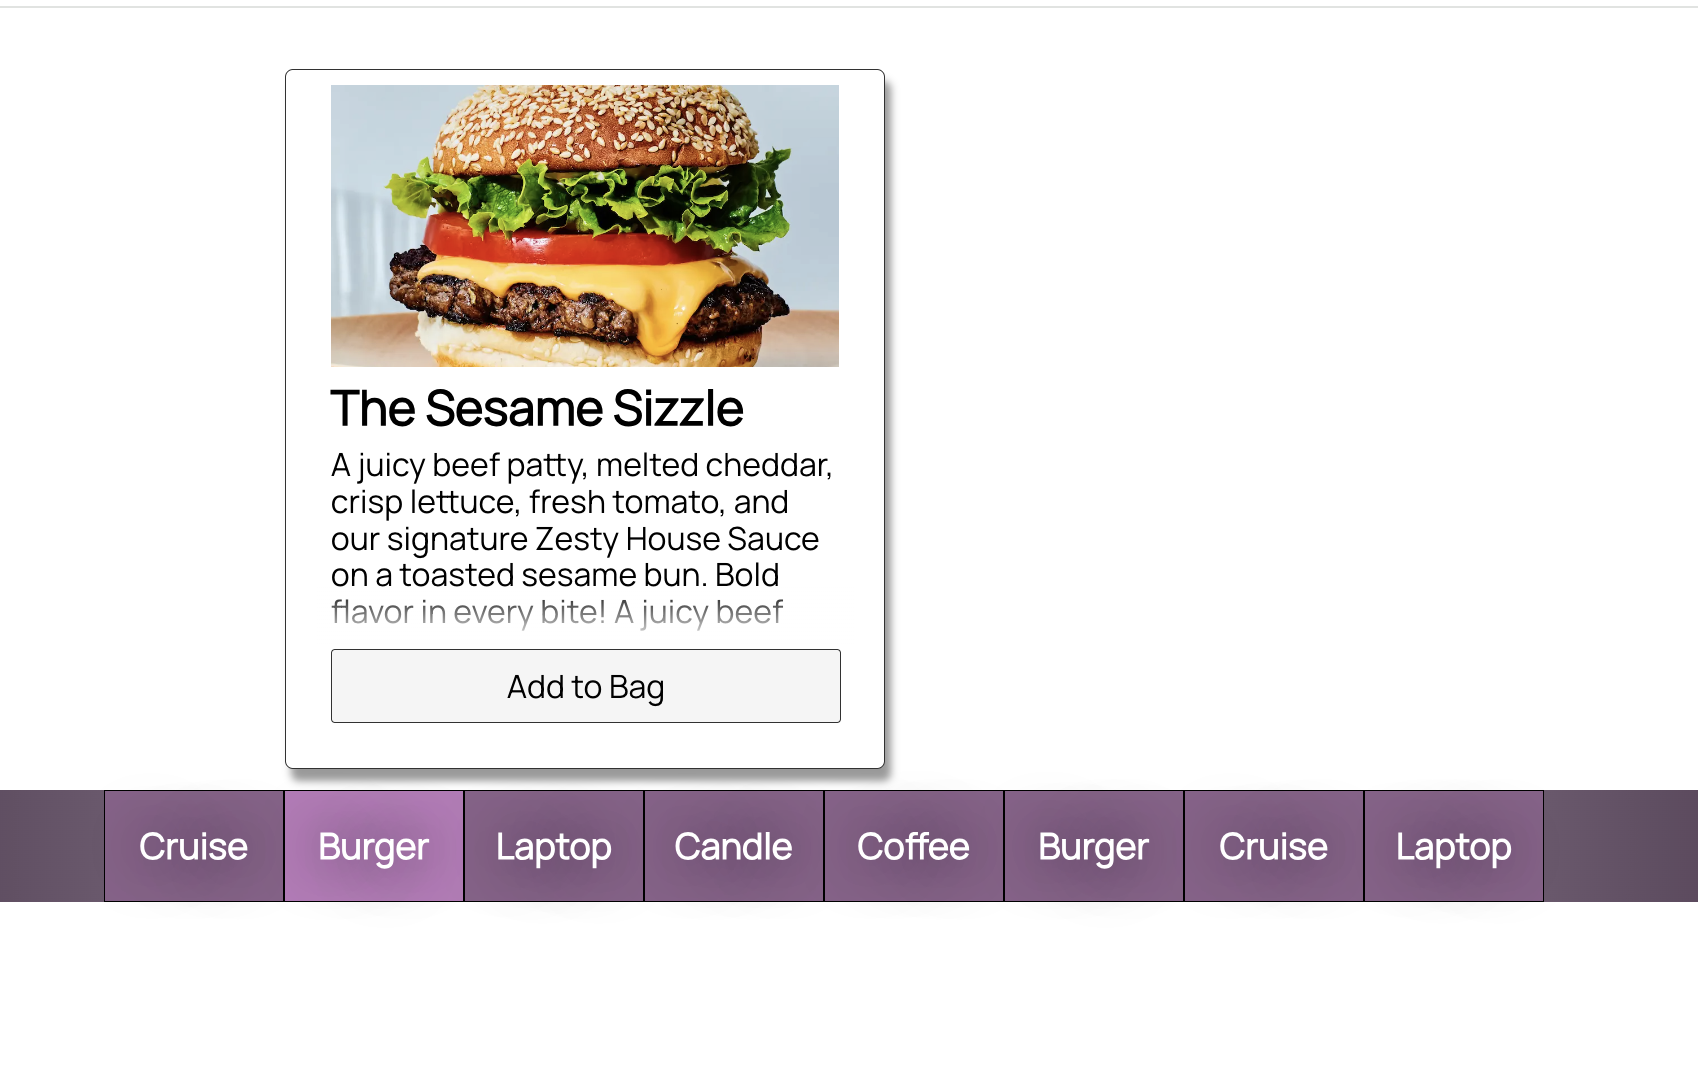 The Sesame Sizzle
A juicy beef patty, melted cheddar,
crisp lettuce, fresh tomato, and
our signature Zesty House Sauce
on a toasted sesame bun. Bold
flavor in every bite! A juicy beef
Add to Bag
Cruise Burger Laptop Candle Coffee Burger Cruise Laptop